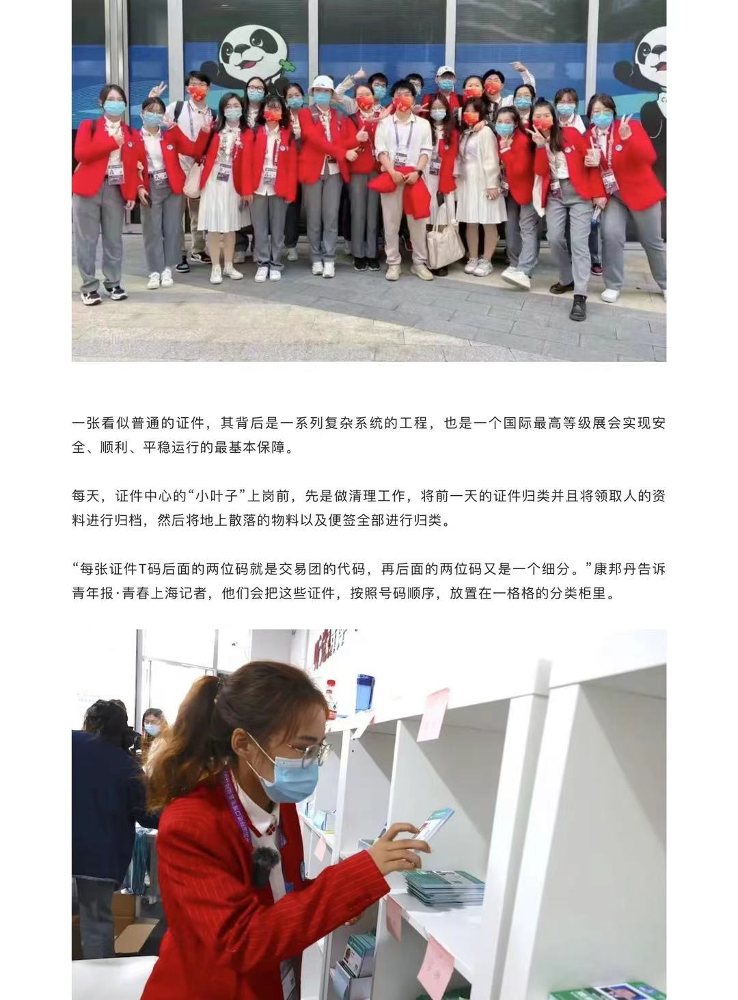 一张看似普通的证件，其背后是一系列复杂系统的工程，也是一个国际最高等级展会实现安
全、顺利、平稳运行的最基本保障。
每天，证件中心的“小叶子”上岗前，先是做清理工作，将前一天的证件归类并且将领取人的资
料进行归档，然后将地上散落的物料以及便签全部进行归类。
“每张证件T码后面的两位码就是交易团的代码，再后面的两位码又是一个细分。”康邦丹告诉
青年报·青春上海记者，他们会把这些证件，按照号码顺序，放置在一格格的分类柜里。